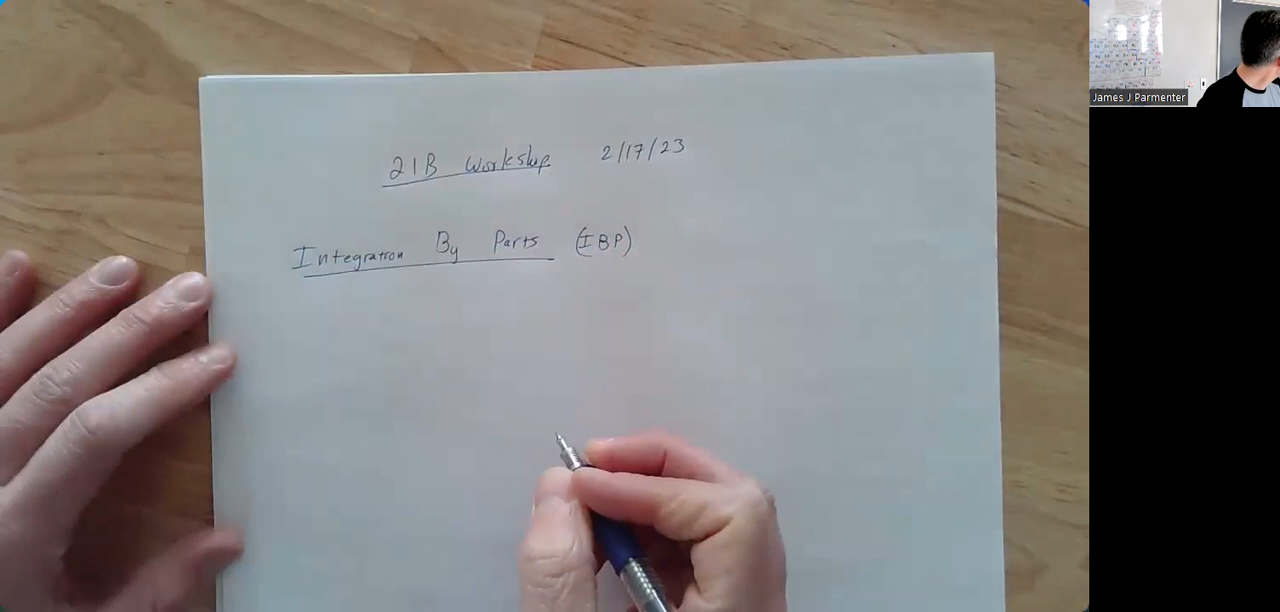 21B Workshop 2/17/23
Integration By Parts (IBP)
James J Parmenter